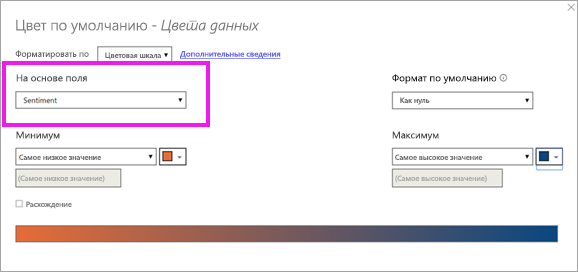 Цвет по умолчанию - Цвета данных
Форматировать по Цветовая шкала Дополнительные сведения
На основе поля Формат по умолчанию
Sentiment Как нуль
Минимум Максимум
Самое низкое значение Самое высокое значение
(Самое низкое значение) (Самое высокое значение)
Расхождение